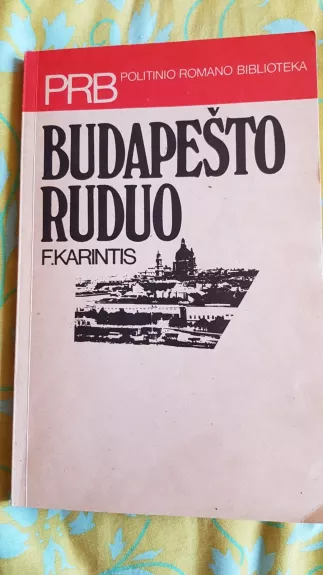 PRB POLITINIO ROMANO BIBLIOTEKA
BUDAPEŠTO
RUDUO
F.KARINTIS